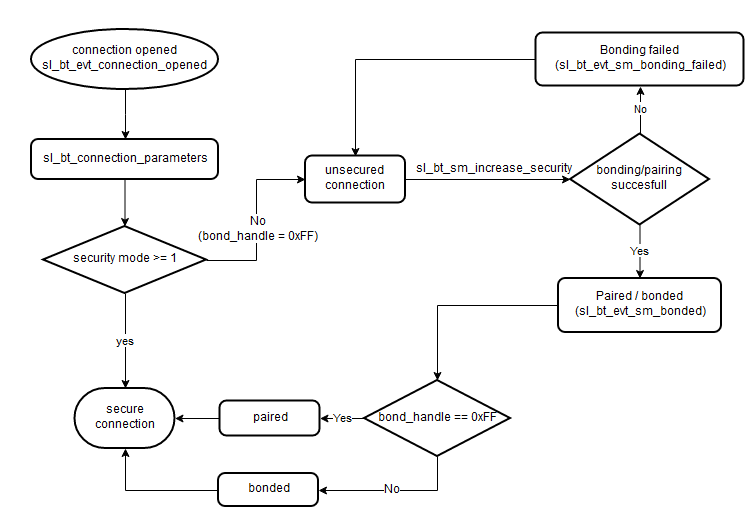 connection opened
sl_bt_evt_connection_opened
Bonding failed
(sl_bt_evt_sm_bonding_failed)
No
sl_bt_connection_parameters
unsecured
connection
sl_bt_sm_increase_security
bonding/pairing
succesfull
No
(bond_handle = 0xFF)
security mode >= 1
Yes
Paired / bonded
(sl_bt_evt_sm_bonded)
yes
secure
connection
paired
Yes
bond_handle == 0xFF
bonded
No